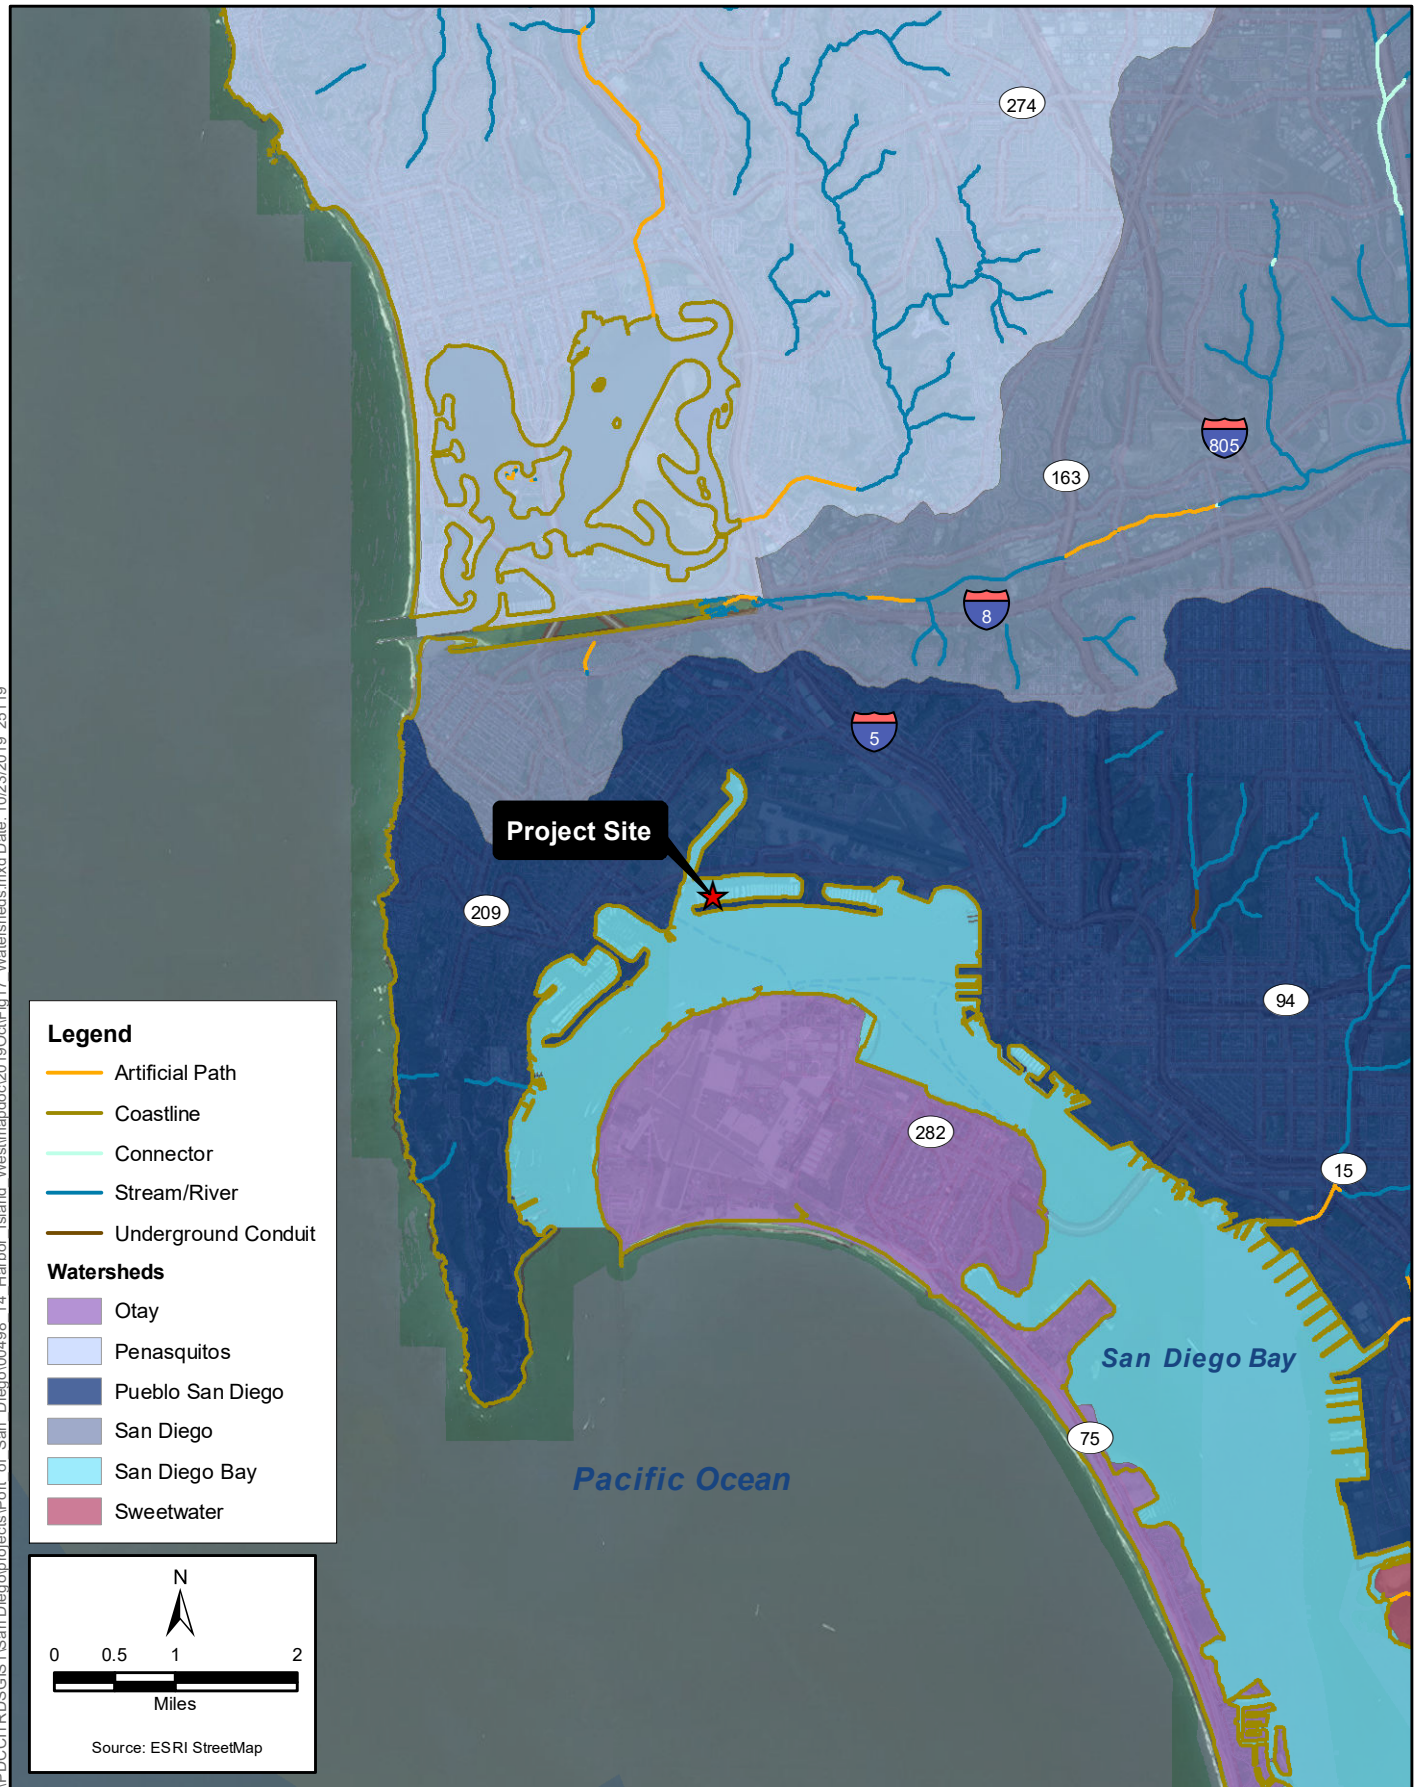 274
805
163
8
5
Project Site
209
94
282
15
San Diego Bay
75
Pacific Ocean
Legend
Artificial Path
Coastline
Connector
Stream/River
Underground Conduit
Watersheds
Otay
Penasquitos
Pueblo San Diego
San Diego
San Diego Bay
Sweetwater
N
0 0.5 1 2
Miles
Source: ESRI StreetMap